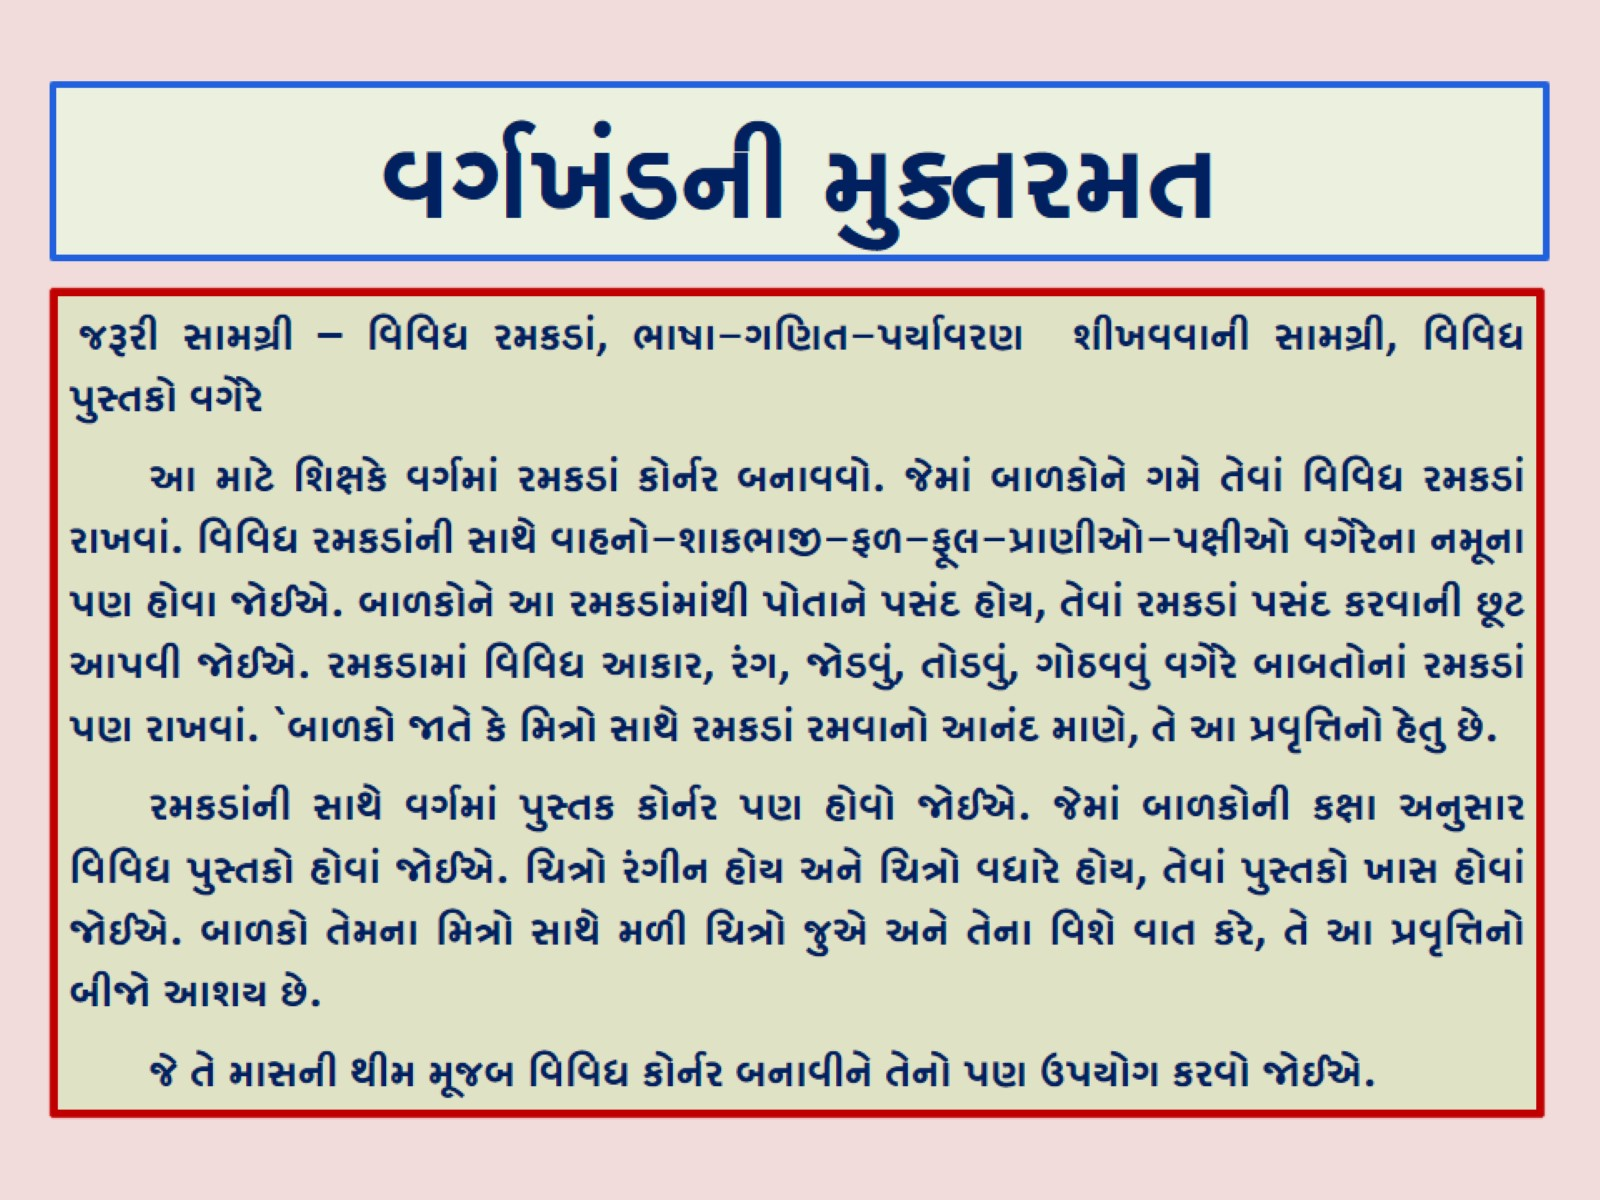 વર્ગખંડની મુક્તરમત
જરૂરી સામગ્રી – વિવિધ રમકડાં, ભાષા–ગણિત–પર્યાવરણ શીખવવાની સામગ્રી, વિવિધ
પુસ્તકો વગેરે
આ માટે શિક્ષકે વર્ગમાં રમકડાં કોર્નર બનાવવો. જેમાં બાળકોને ગમે તેવાં વિવિધ રમકડાં
રાખવાં. વિવિધ રમકડાંની સાથે વાહનો–શાકભાજી–ફળ–ફૂલ–પ્રાણીઓ–પક્ષીઓ વગેરેના નમૂના
પણ હોવા જોઈએ. બાળકોને આ રમકડાંમાંથી પોતાને પસંદ હોય, તેવાં રમકડાં પસંદ કરવાની છૂટ
આપવી જોઈએ. રમકડામાં વિવિધ આકાર, રંગ, જોડવું, તોડવું, ગોઠવવું વગેરે બાબતોનાં રમકડાં
પણ રાખવાં. `બાળકો જાતે કે મિત્રો સાથે રમકડાં રમવાનો આનંદ માણે, તે આ પ્રવૃત્તિનો હેતુ છે.
રમકડાંની સાથે વર્ગમાં પુસ્તક કોર્નર પણ હોવો જોઈએ. જેમાં બાળકોની કક્ષા અનુસાર
વિવિધ પુસ્તકો હોવાં જોઈએ. ચિત્રો રંગીન હોય અને ચિત્રો વધારે હોય, તેવાં પુસ્તકો ખાસ હોવાં
જોઈએ. બાળકો તેમના મિત્રો સાથે મળી ચિત્રો જુએ અને તેના વિશે વાત કરે, તે આ પ્રવૃત્તિનો
બીજો આશય છે.
જે તે માસની થીમ મૂજબ વિવિધ કોર્નર બનાવીને તેનો પણ ઉપયોગ કરવો જોઈએ.